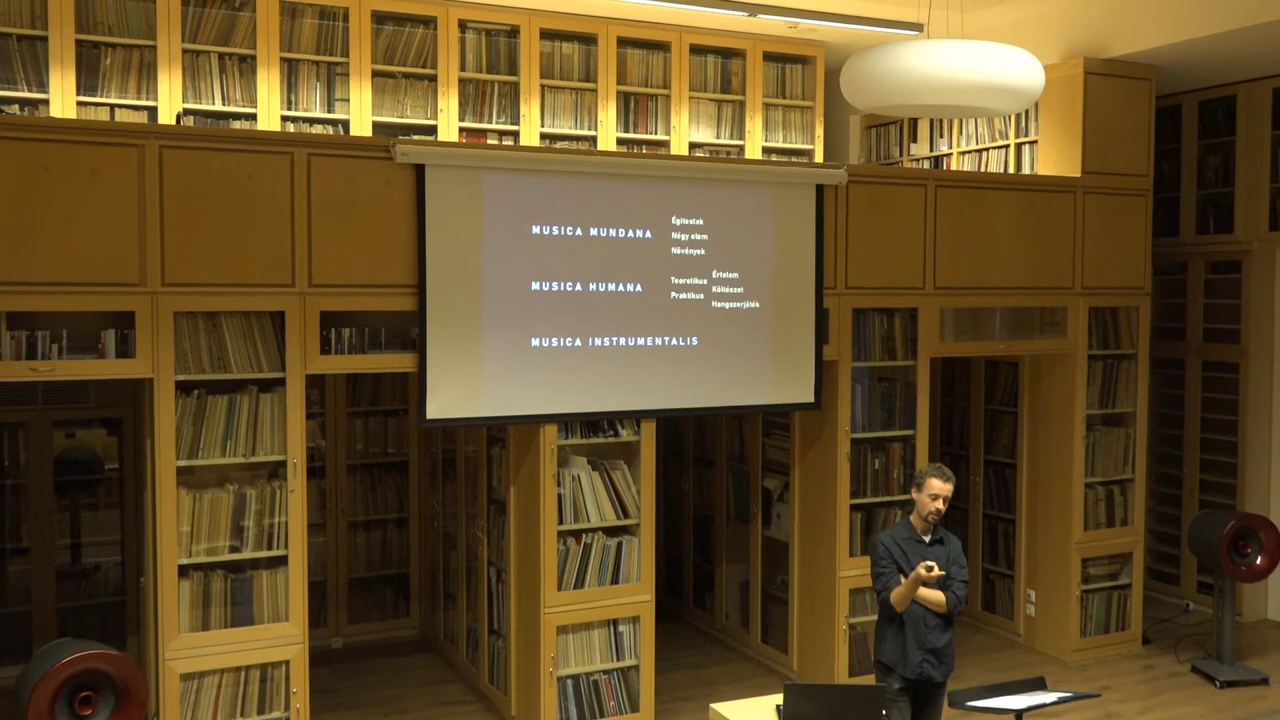 MUSICA MUNDANA
Égitestek
Négy elem
Növények
MUSICA HUMANA
Teoretikus
Praktikus
Értelem
Költészet
Hangszerjáték
MUSICA INSTRUMENTALIS